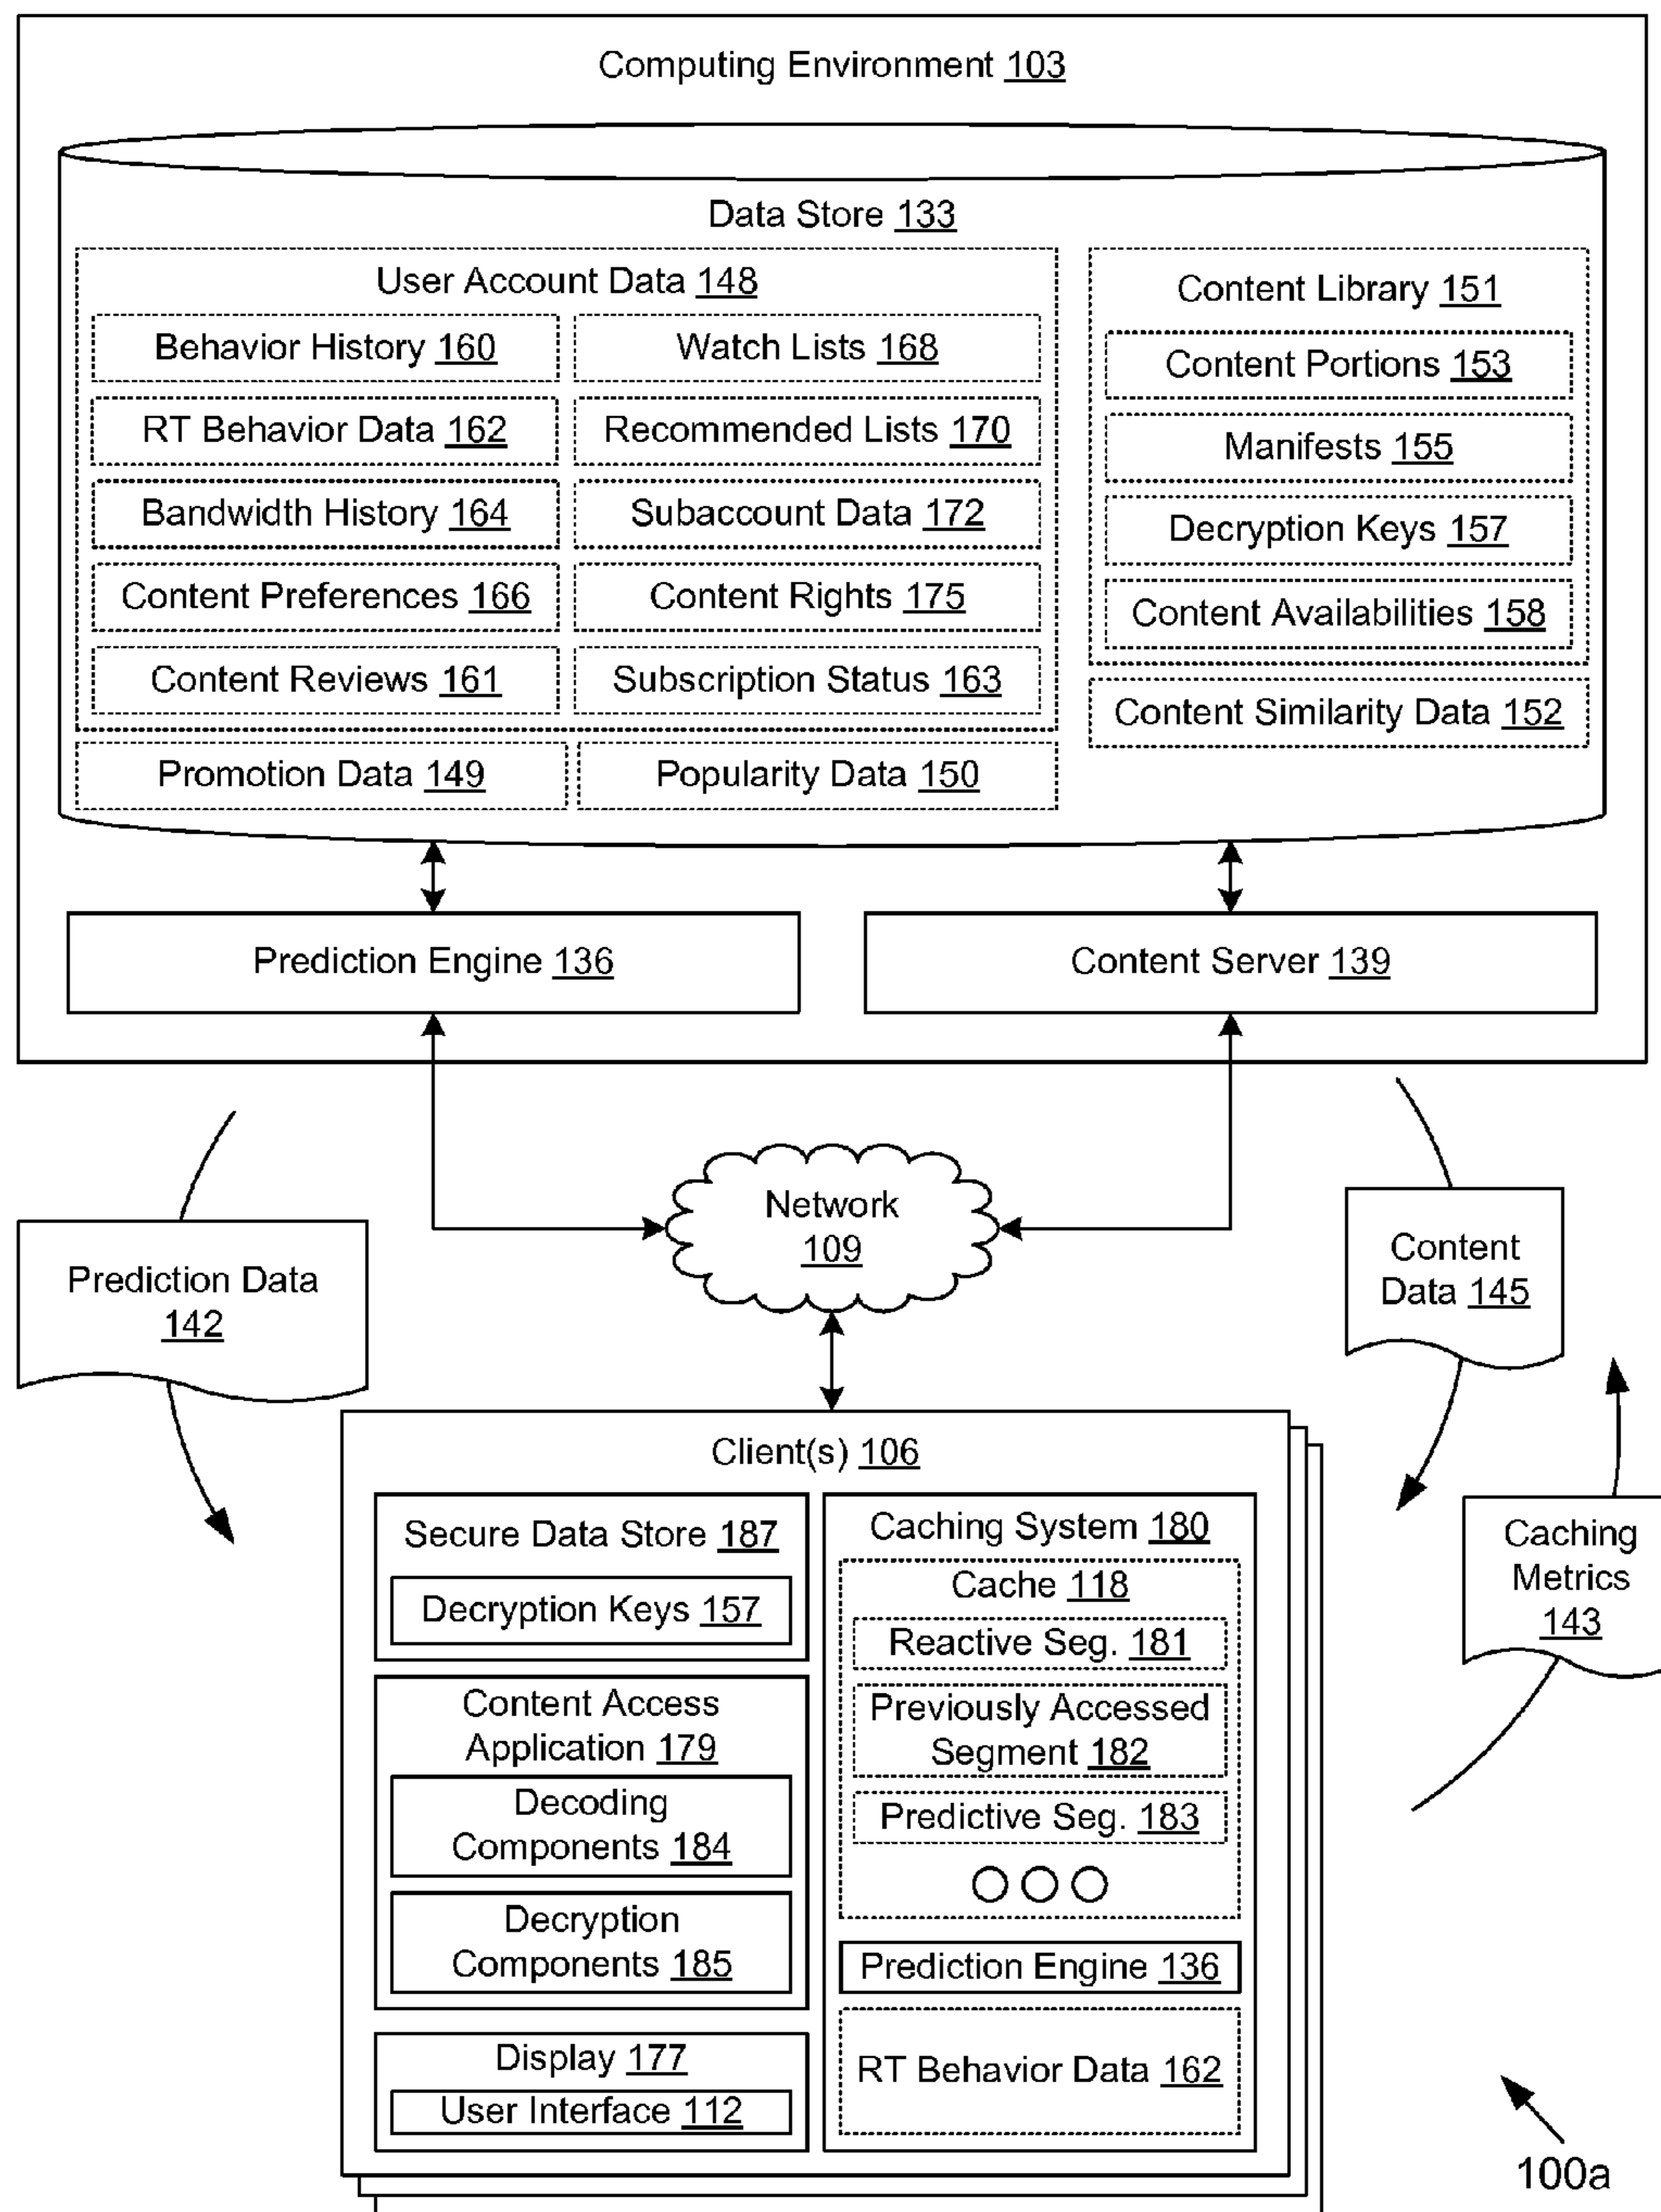 Computing Environment 103
Data Store 133
User Account Data 148
Behavior History 160
Watch Lists 168
RT Behavior Data 162
Recommended Lists 170
Bandwidth History 164
Subaccount Data 172
Content Preferences 166
Content Rights 175
Content Reviews 161
Subscription Status 163
Promotion Data 149
Popularity Data 150
Content Library 151
Content Portions 153
Manifests 155
Decryption Keys 157
Content Availabilities 158
Content Similarity Data 152
Prediction Engine 136
Content Server 139
Network
109
Prediction Data
142
Content
Data 145
Caching
Metrics
143
Client(s) 106
Secure Data Store 187
Decryption Keys 157
Content Access
Application 179
Decoding
Components 184
Decryption
Components 185
Display 177
User Interface 112
Caching System 180
Cache 118
Reactive Seg. 181
Previously Accessed
Segment 182
Predictive Seg. 183
Prediction Engine 136
RT Behavior Data 162
100a